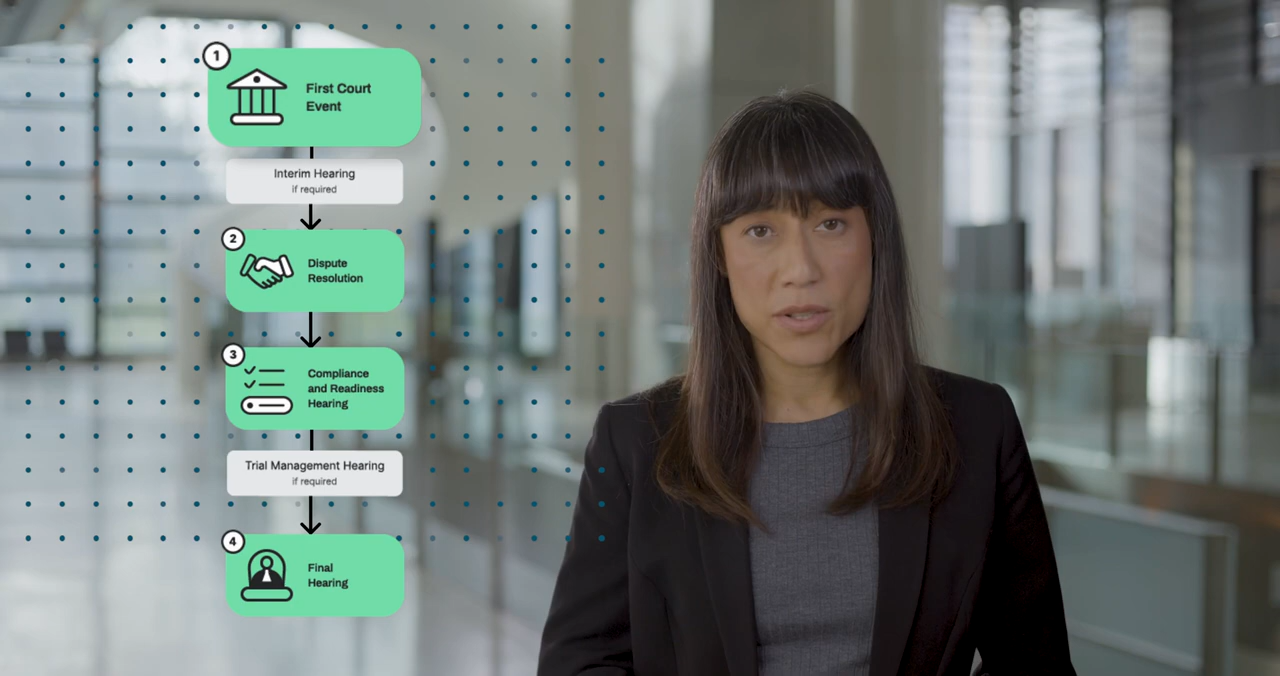 1
First Court
Event
Interim Hearing
if required
2
Dispute
Resolution
3
Compliance
and Readiness
Hearing
Trial Management Hearing
if required
4
Final
Hearing